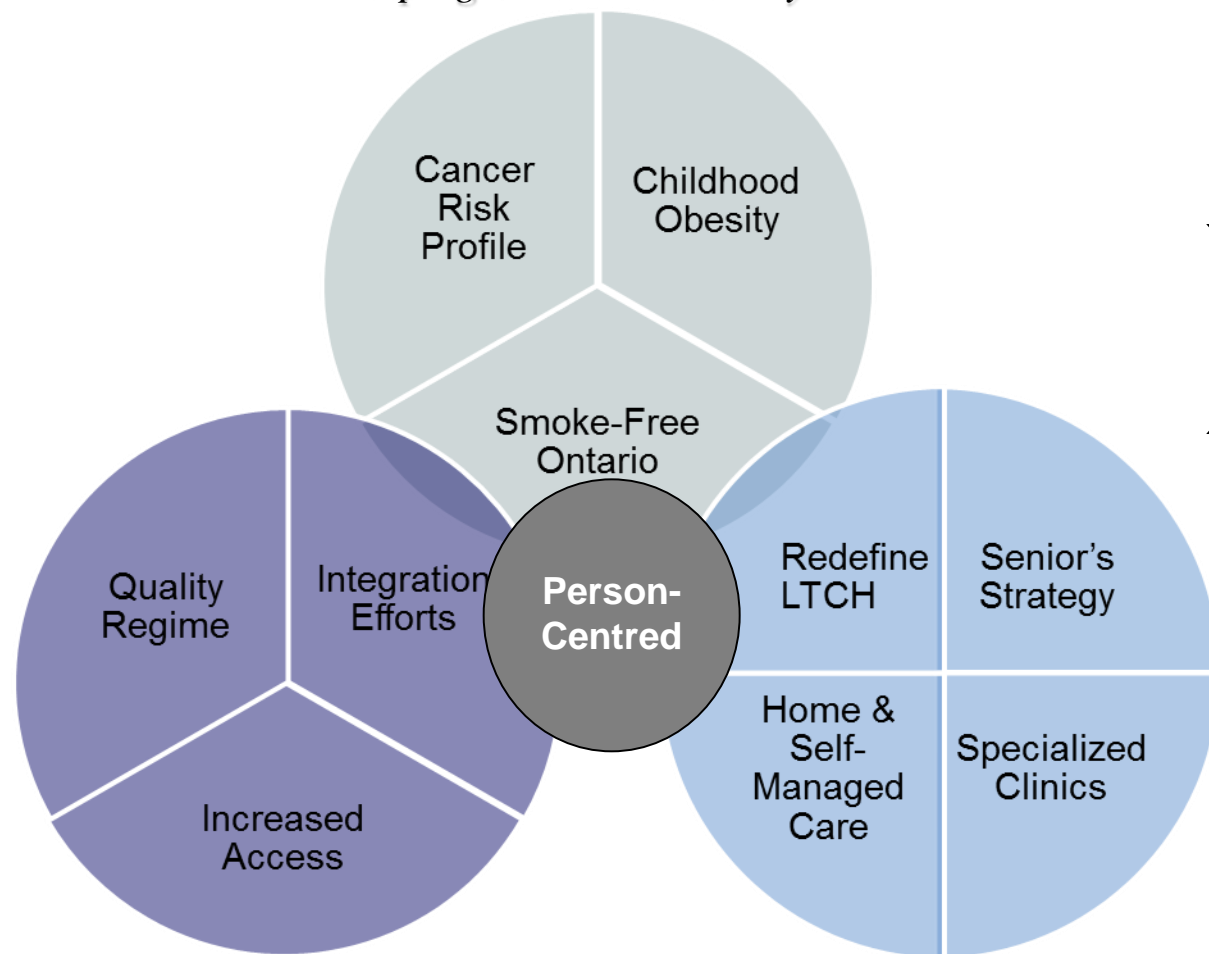 Cancer
Risk
Profile
Childhood
Obesity
Smoke-Free
Ontario
Quality
Regime
Integration
Efforts
Increased
Access
Person-
Centred
Redefine
LTCH
Senior's
Strategy
Home &
Self-
Managed
Care
Specialized
Clinics